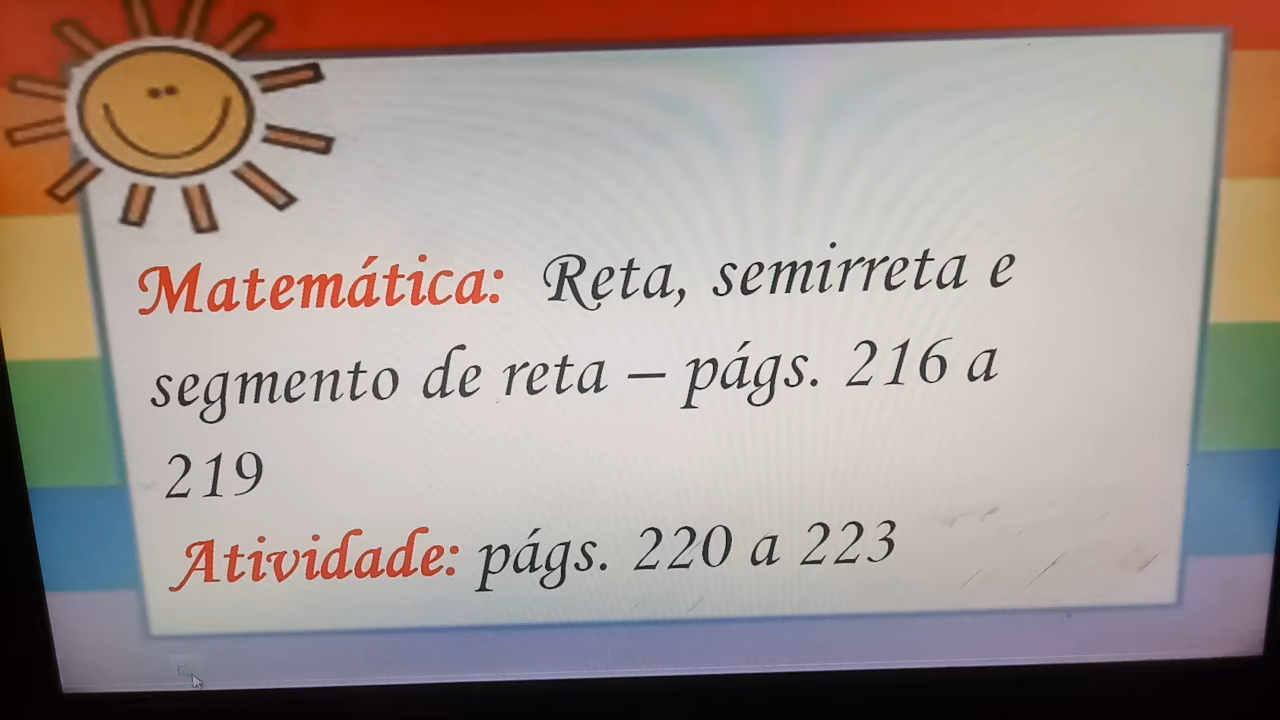 Matemática: Reta, semirreta e
segmento de reta – págs. 216 a
219
Atividade: págs. 220 a 223